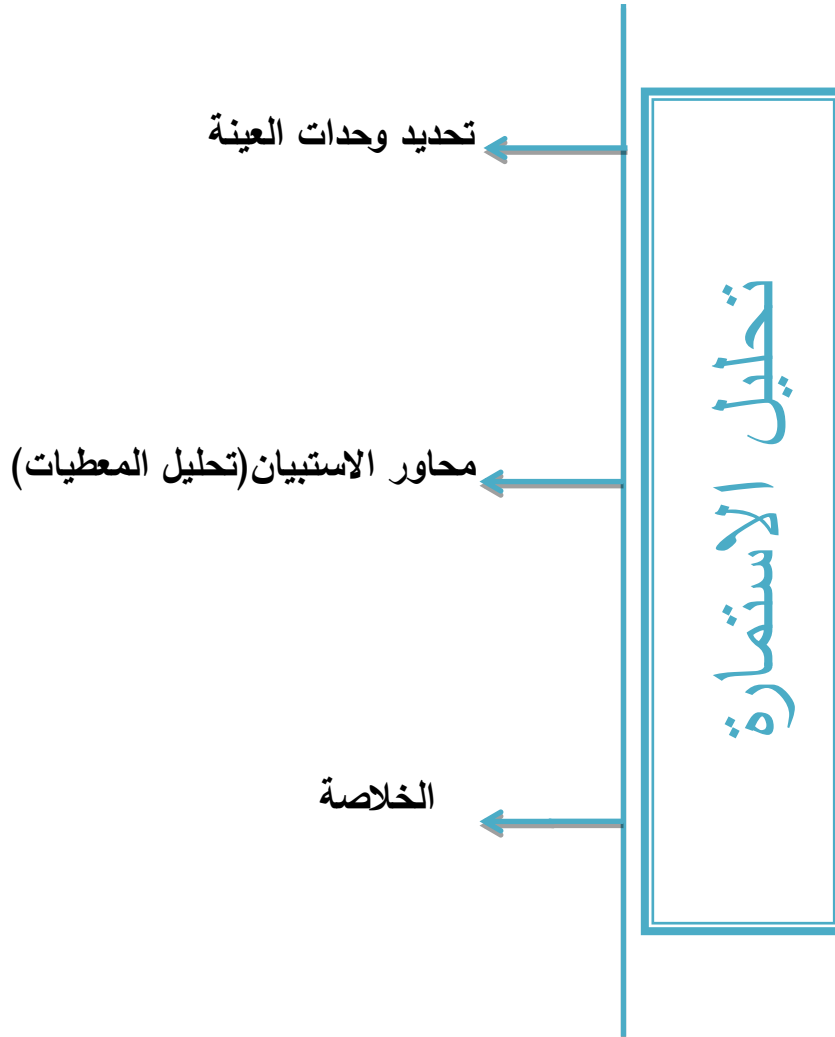 تحليل الاستمارة
تحديد وحدات العينة
محاور الاستبيان(تحليل المعطيات)
الخلاصة